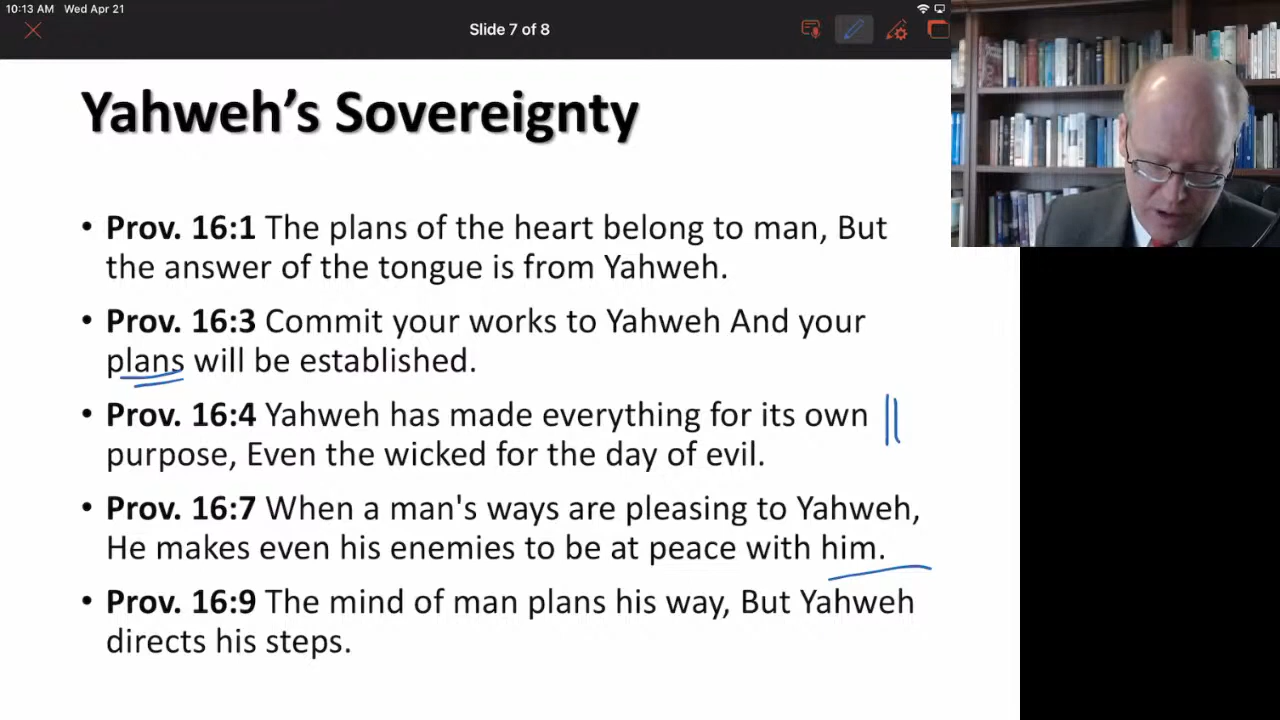 10:13 AM Wed Apr 21
Slide 7 of 8
Yahweh's Sovereignty
• Prov. 16:1 The plans of the heart belong to man, But
the answer of the tongue is from Yahweh.
• Prov. 16:3 Commit your works to Yahweh And your
plans will be established.
• Prov. 16:4 Yahweh has made everything for its own
purpose, Even the wicked for the day of evil.
• Prov. 16:7 When a man's ways are pleasing to Yahweh,
He makes even his enemies to be at peace with him.
• Prov. 16:9 The mind of man plans his way, But Yahweh
directs his steps.